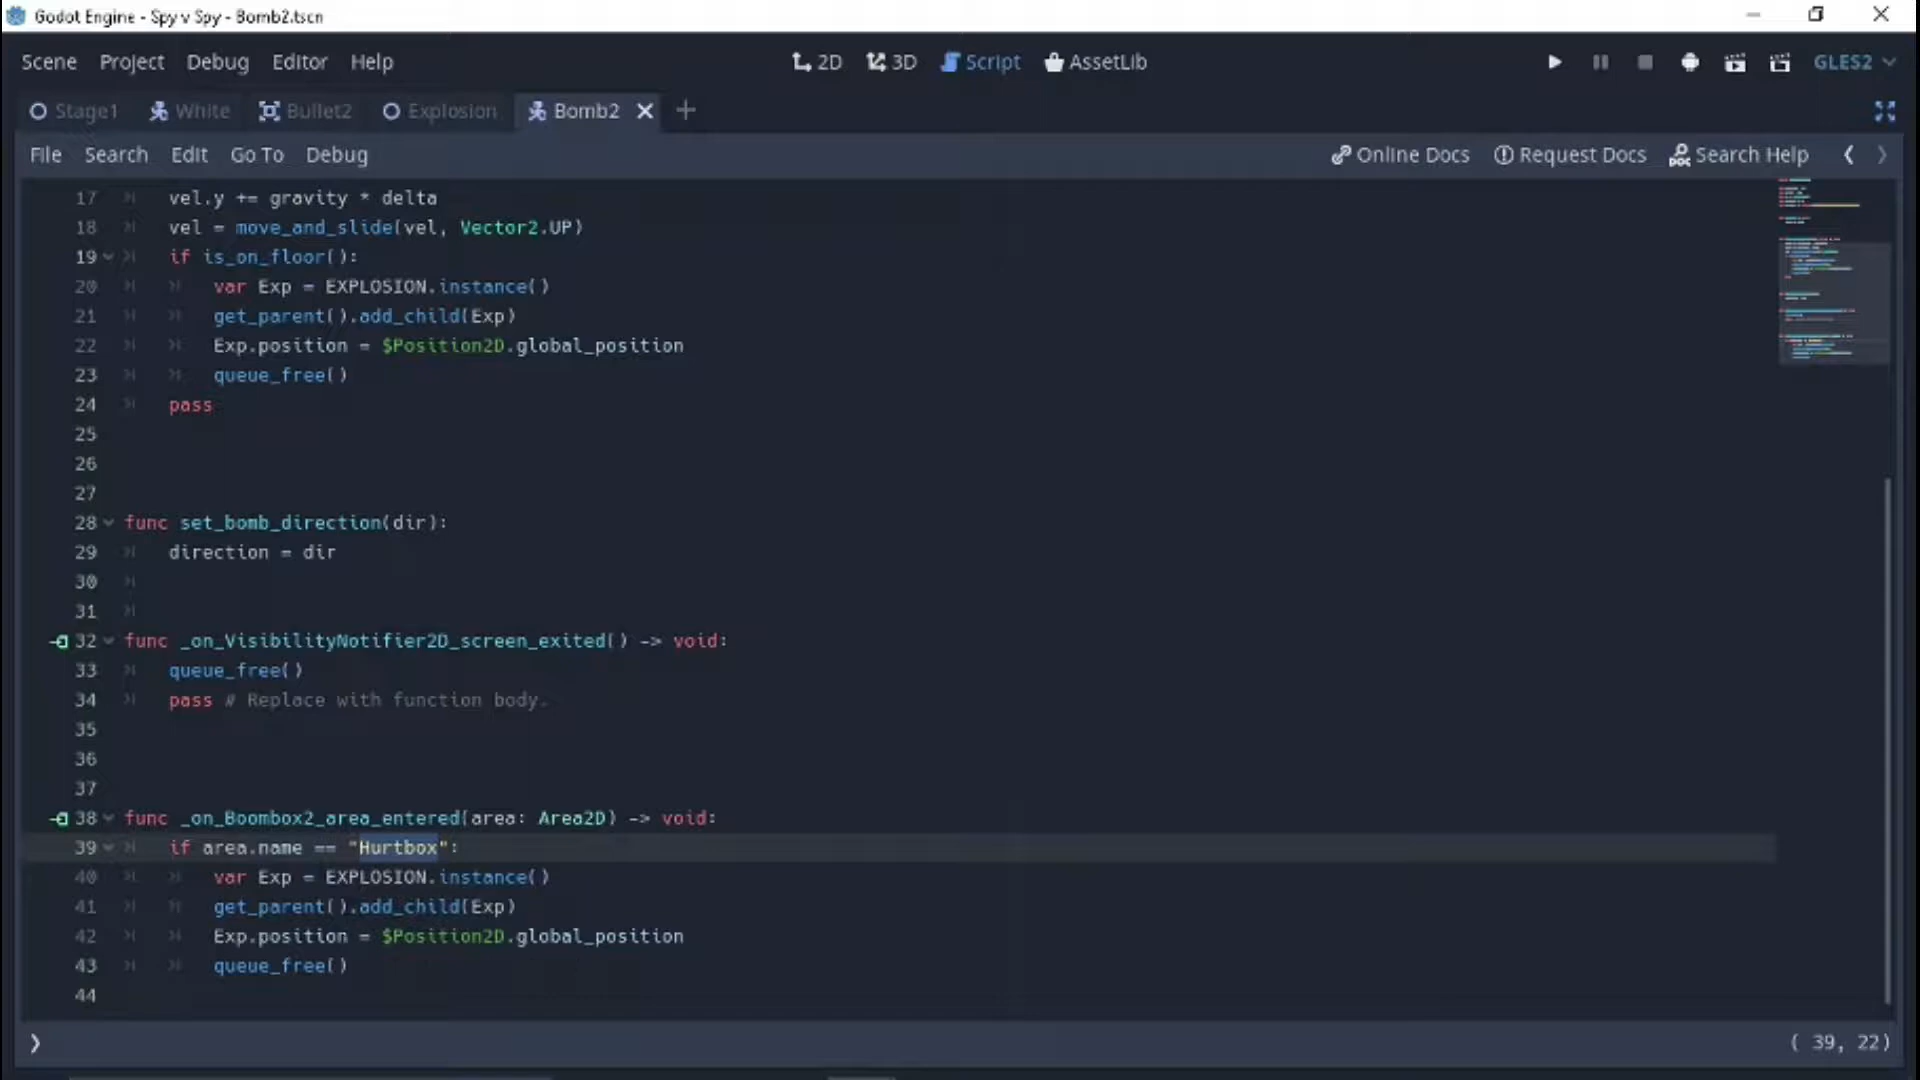 Godot Engine - Spy v Spy - Bomb2.tscn
Scene Project Debug Editor Help 2D 3D Script AssetLib GLES2
Stage1 White Bullet2 Explosion Bomb2
File Search Edit Go To Debug Online Docs Request Docs Search Help
17 vel.y += gravity * delta
18 vel = move_and_slide(vel, Vector2.UP)
19 if is_on_floor():
20 var Exp = EXPLOSION.instance()
21 get_parent().add_child(Exp)
22 Exp.position = $Position2D.global_position
23 queue_free()
24 pass
25
26
27
28 func set_bomb_direction(dir):
29 direction = dir
30
31
32 func _on_VisibilityNotifier2D_screen_exited() -> void:
33 queue_free()
34 pass # Replace with function body.
35
36
37
38 func _on_Boombox2_area_entered(area: Area2D) -> void:
39 if area.name == "Hurtbox":
40 var Exp = EXPLOSION.instance()
41 get_parent().add_child(Exp)
42 Exp.position = $Position2D.global_position
43 queue_free()
44
( 39, 22)